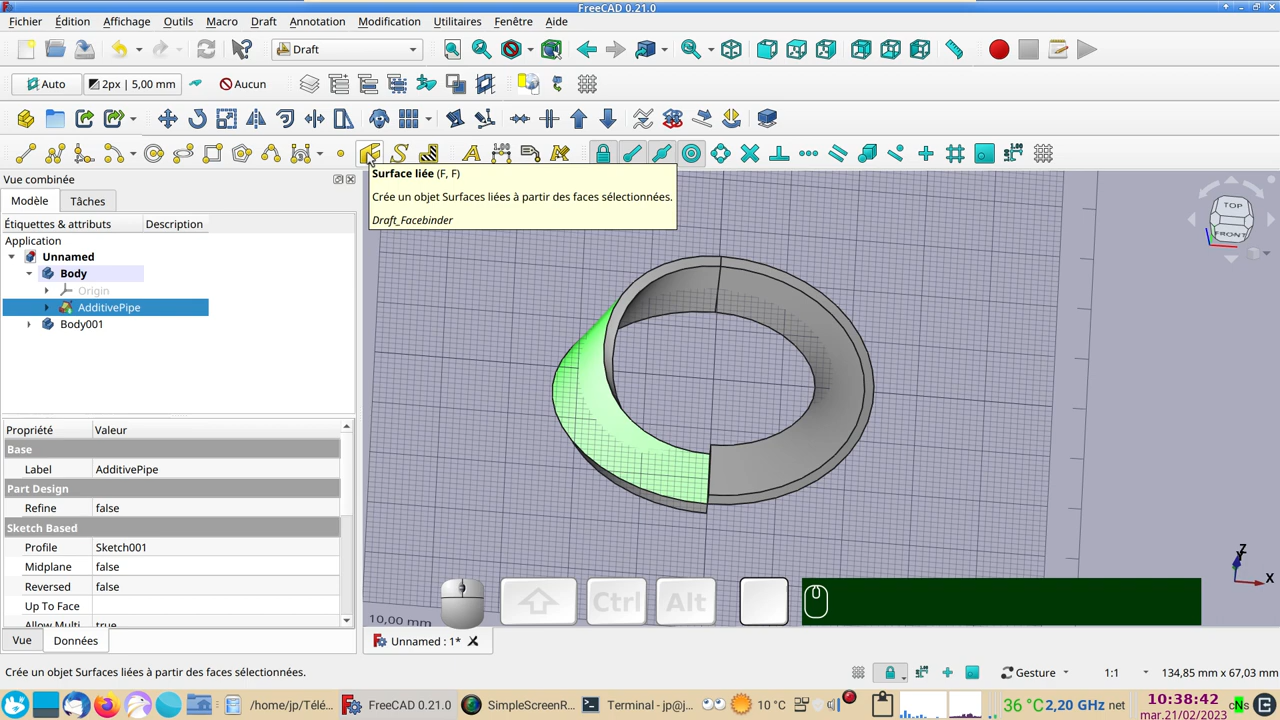 FreeCAD 0.21.0
Fichier Édition Affichage Outils Macro Draft Annotation Modification Utilitaires Fenêtre Aide
Draft
Auto 2px | 5,00 mm Aucun
Surface liée (F, F)
Crée un objet Surfaces liées à partir des faces sélectionnées.
Draft_Facebinder
Vue combinée
Modèle Tâches
Étiquettes & attributs Description
Application
Unnamed
Body
Origin
AdditivePipe
Body001
TOP
FRONT
Propriété Valeur
Base
Label AdditivePipe
Part Design
Refine false
Sketch Based
Profile Sketch001
Midplane false
Reversed false
Up To Face
Allow Multi true
Z
X
Ctrl Alt
10,00 mm
Vue Données
Unnamed : 1*
Crée un objet Surfaces liées à partir des faces sélectionnées.
Gesture 1:1 134,85 mm x 67,03 mm
/home/jp/Télé... FreeCAD 0.21.0 SimpleScreenR... Terminal - jp@j... 10 °C 36 °C 2,20 GHz net 10:38:42
mar.21/02/2023
cNs